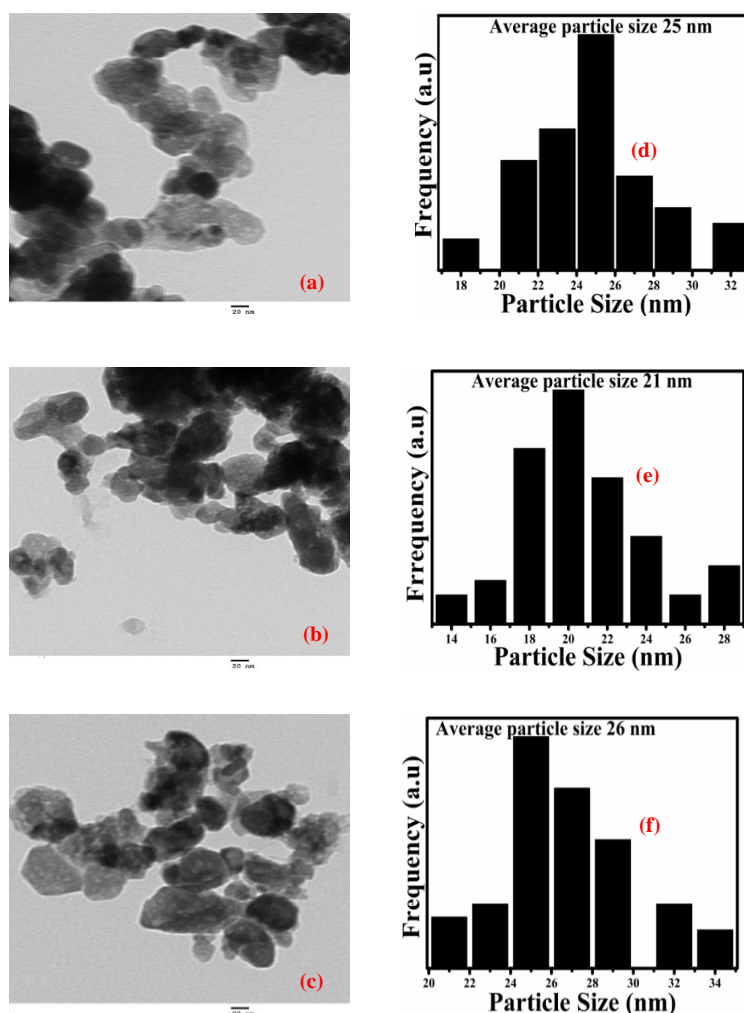 (a)
20 nm
Average particle size 25 nm
(d)
Frequency (a.u)
18 20 22 24 26 28 30 32
Particle Size (nm)
(b)
20 nm
Average particle size 21 nm
(e)
Frrequency (a.u)
14 16 18 20 22 24 26 28
Particle Size (nm)
(c)
Average particle size 26 nm
(f)
Frequency (a.u)
20 22 24 26 28 30 32 34
Particle Size (nm)